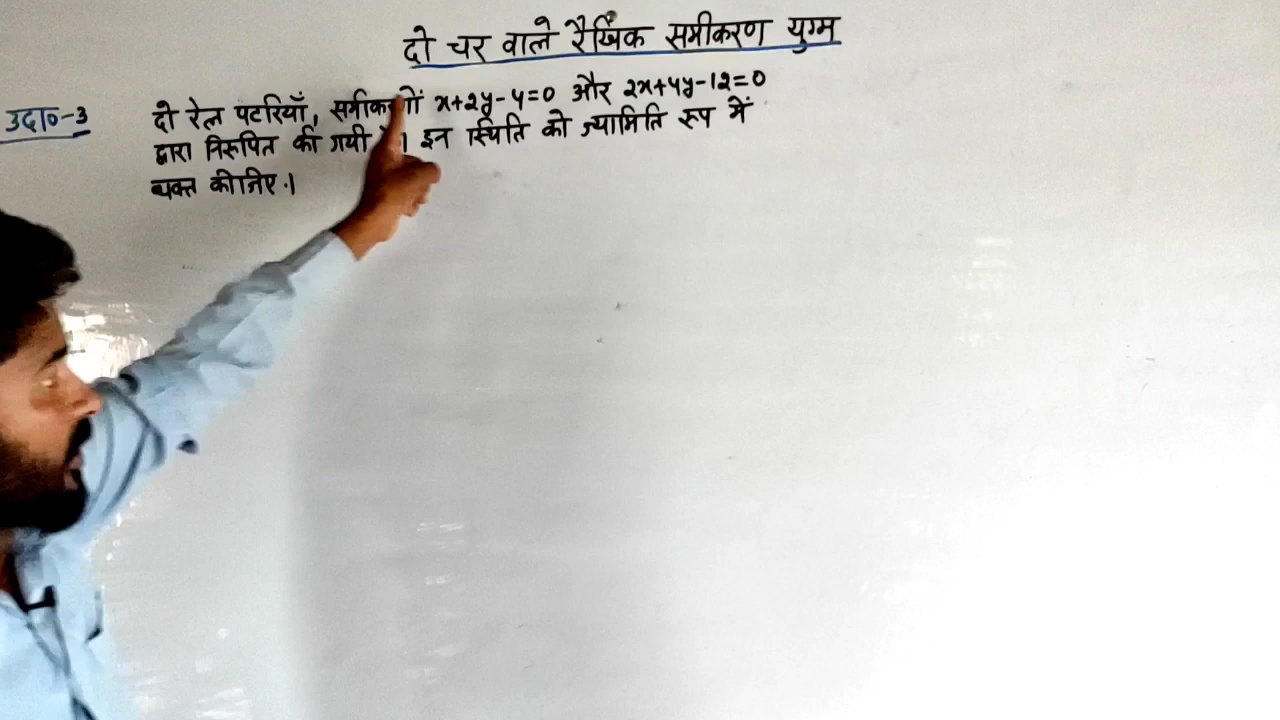 दो चर वाले रैखिक समीकरण युग्म
उदा०-3 दो रेल पटरियाँ, समीकरणों x+2y-4=0 और 2x+4y-12=0
द्वारा निरूपित की गयी । इन स्थिति को ज्यामिति रूप में
व्यक्त कीजिए।